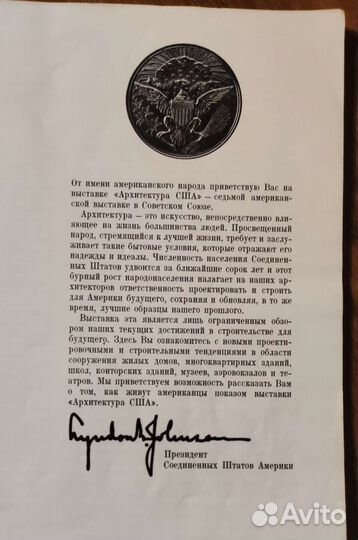 От имени американского народа приветствую Вас на
выставке «Архитектура США» — седьмой американ-
ской выставке в Советском Союзе.
Архитектура — это искусство, непосредственно вли-
яющее на жизнь большинства людей. Просвещенный
народ, стремящийся к лучшей жизни, требует и заслу-
живает такие бытовые условия, которые отражают его
надежды и идеалы. Численность населения Соединен-
ных Штатов удвоится за ближайшие сорок лет и этот
бурный рост народонаселения налагает на наших ар-
хитекторов ответственность проектировать и строить
для Америки будущего, сохраняя и обновляя, в то же
время, лучшие образцы нашего прошлого.
Выставка эта является лишь ограниченным обзо-
ром наших текущих достижений в строительстве для
будущего. Здесь Вы ознакомитесь с новыми проекти-
ровочными и строительными тенденциями в области
сооружения жилых домов, многоквартирных зданий,
школ, конторских зданий, музеев, аэровокзалов и те-
атров. Мы приветствуем возможность рассказать Вам
о том, как живут американцы показом выставки
«Архитектура США».
Lyndon B. Johnson
Президент
Соединенных Штатов Америки
Avito